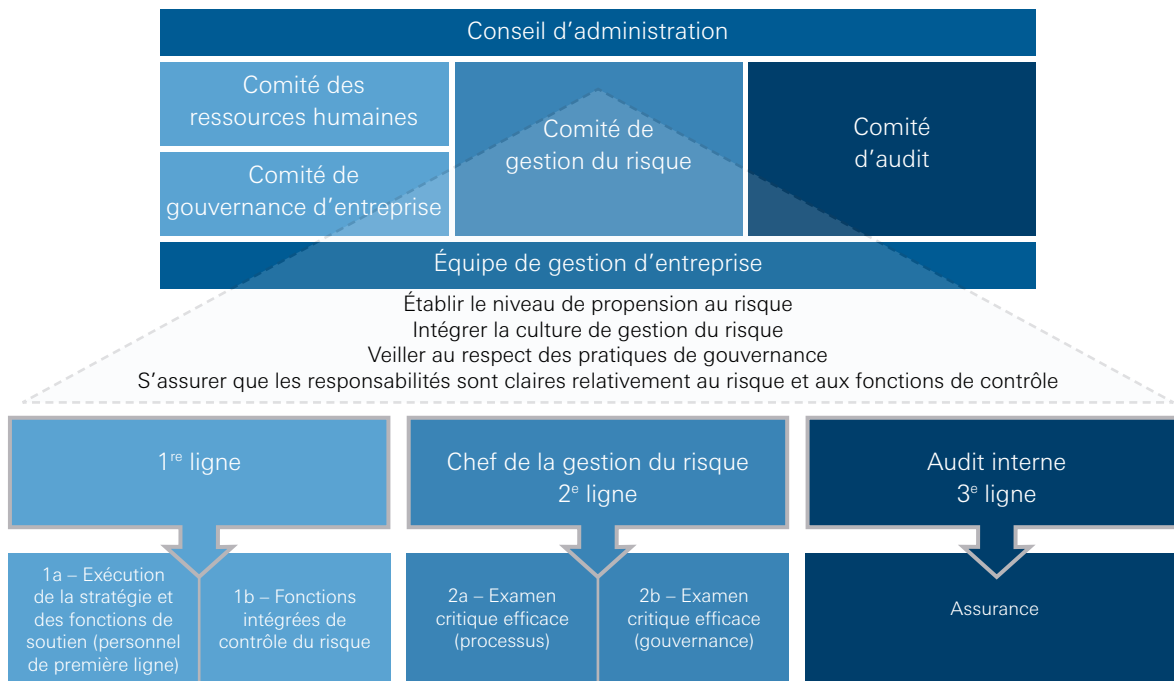 Conseil d’administration
Comité des
ressources humaines
Comité de
gouvernance d’entreprise
Comité de
gestion du risque
Comité
d’audit
Équipe de gestion d’entreprise
Établir le niveau de propension au risque
Intégrer la culture de gestion du risque
Veiller au respect des pratiques de gouvernance
S’assurer que les responsabilités sont claires relativement au risque et aux fonctions de contrôle
1re ligne
Chef de la gestion du risque
2e ligne
Audit interne
3e ligne
1a – Exécution
de la stratégie et
des fonctions de
soutien (personnel
de première ligne)
1b – Fonctions
intégrées de
contrôle du risque
2a – Examen
critique efficace
(processus)
2b – Examen
critique efficace
(gouvernance)
Assurance